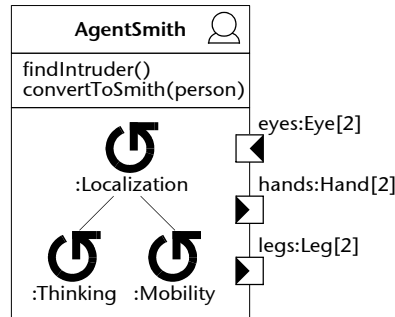 AgentSmith
findIntruder()
convertToSmith(person)
eyes:Eye[2]
:Localization
hands:Hand[2]
legs:Leg[2]
:Thinking
:Mobility